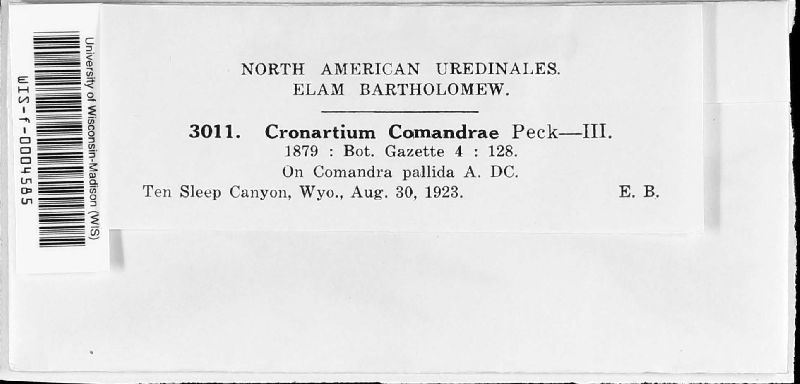 NORTH AMERICAN UREDINALES.
ELAM BARTHOLOMEW.
3011. Cronartium Comandrae Peck—III.
1879 : Bot. Gazette 4 : 128.
On Comandra pallida A. DC.
Ten Sleep Canyon, Wyo., Aug. 30, 1923. E. B.
University of Wisconsin-Madison (WIS)
WIS-f-0004585